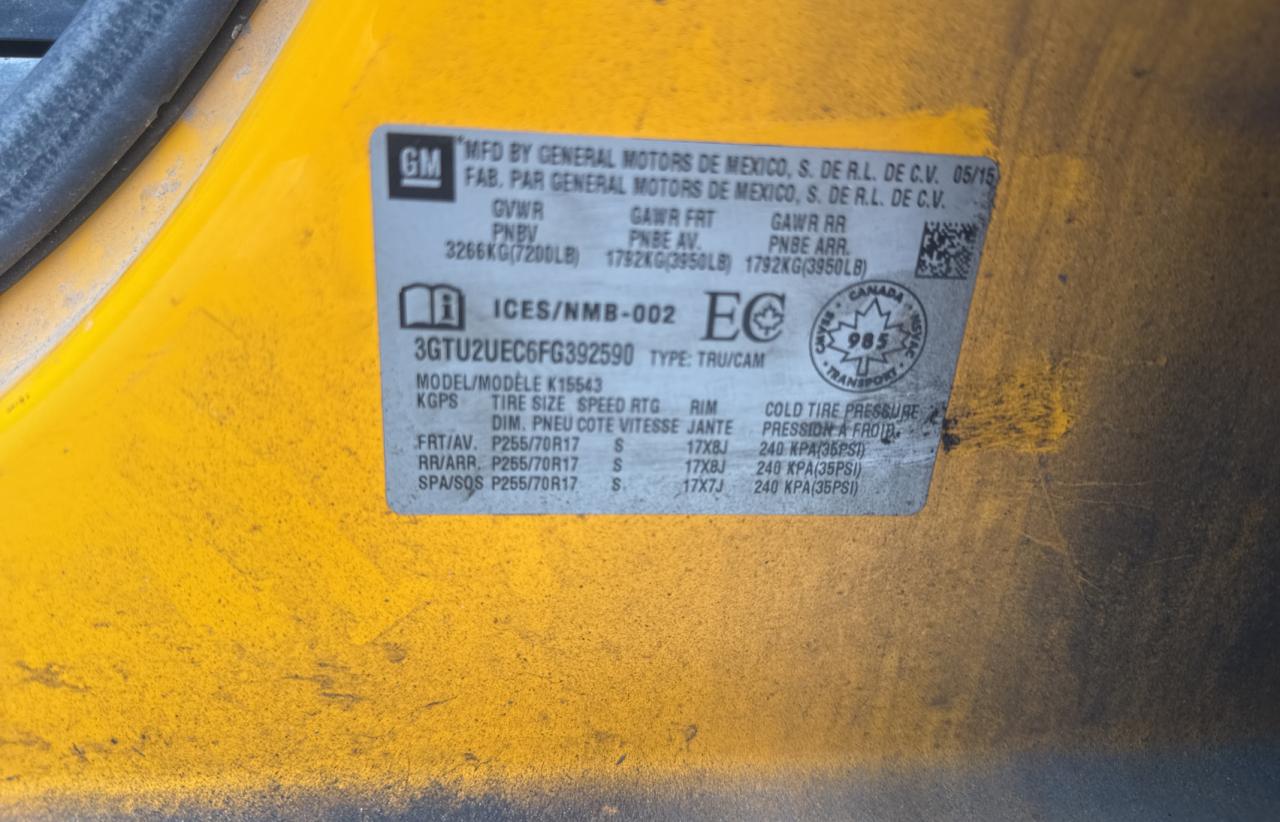 GM
*MFD BY GENERAL MOTORS DE MEXICO, S. DE R.L. DE C.V. 05/15
FAB. PAR GENERAL MOTORS DE MEXICO, S. DE R.L. DE C.V.
GVWR GAWR FRT GAWR RR
PNBV PNBE AV. PNBE ARR.
3266KG(7200LB) 1792KG(3950LB) 1792KG(3950LB)
i ICES/NMB-002 EC
CANADA
CMVSS NSVAC
985
TRANSPORT
3GTU2UEC6FG392590 TYPE: TRU/CAM
MODEL/MODÈLE K15543
KGPS TIRE SIZE SPEED RTG RIM COLD TIRE PRESSURE
DIM. PNEU COTE VITESSE JANTE PRESSION A FROID
FRT/AV. P255/70R17 S 17X8J 240 KPA(35PSI)
RR/ARR. P255/70R17 S 17X8J 240 KPA(35PSI)
SPA/SOS P255/70R17 S 17X7J 240 KPA(35PSI)